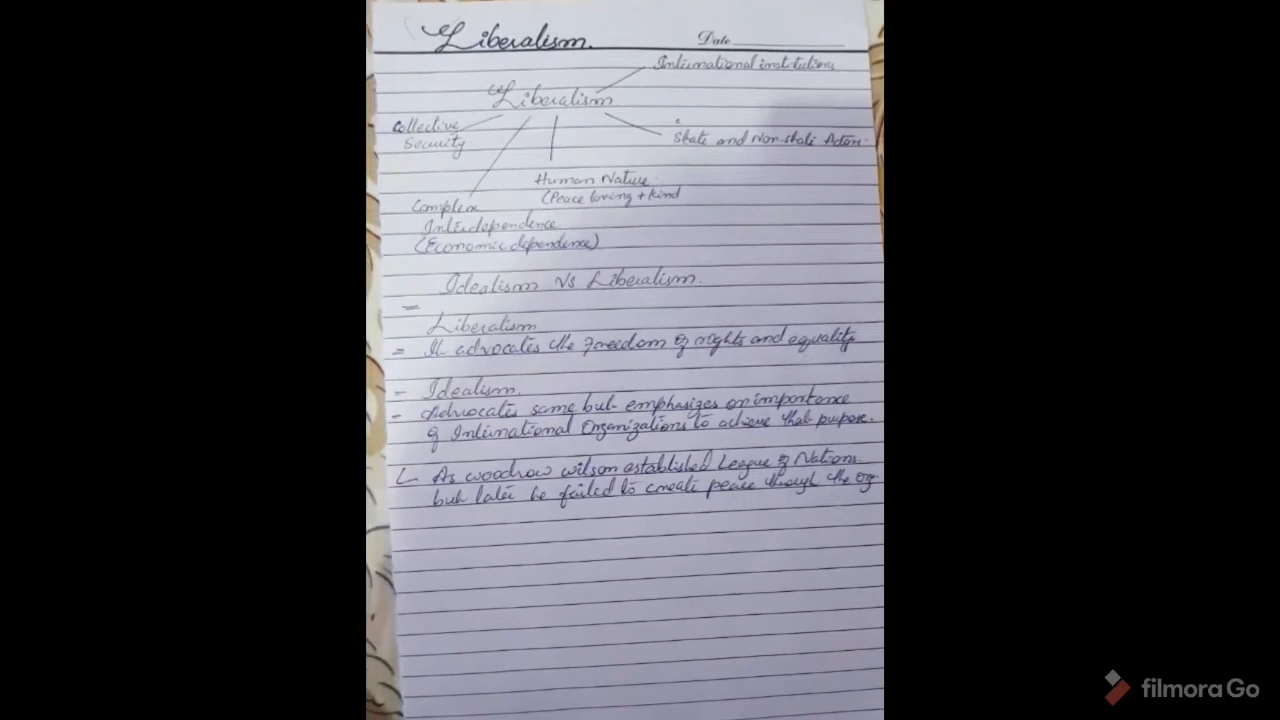 Liberalism.
Date
International institutions
Liberalism
Collective
Security
State and Non-state Actors.
Human Nature.
(Peace loving + kind
Complex
Interdependence
(Economic dependence)
Idealism Vs Liberalism.
=
Liberalism
= It advocates the freedom of rights and equality
- Idealism.
- Advocates same but emphasizes on importance
of International Organizations to achieve that purpose.
As woodrow wilson established League of Nations.
but later he failed to create peace through the org.
filmoraGo